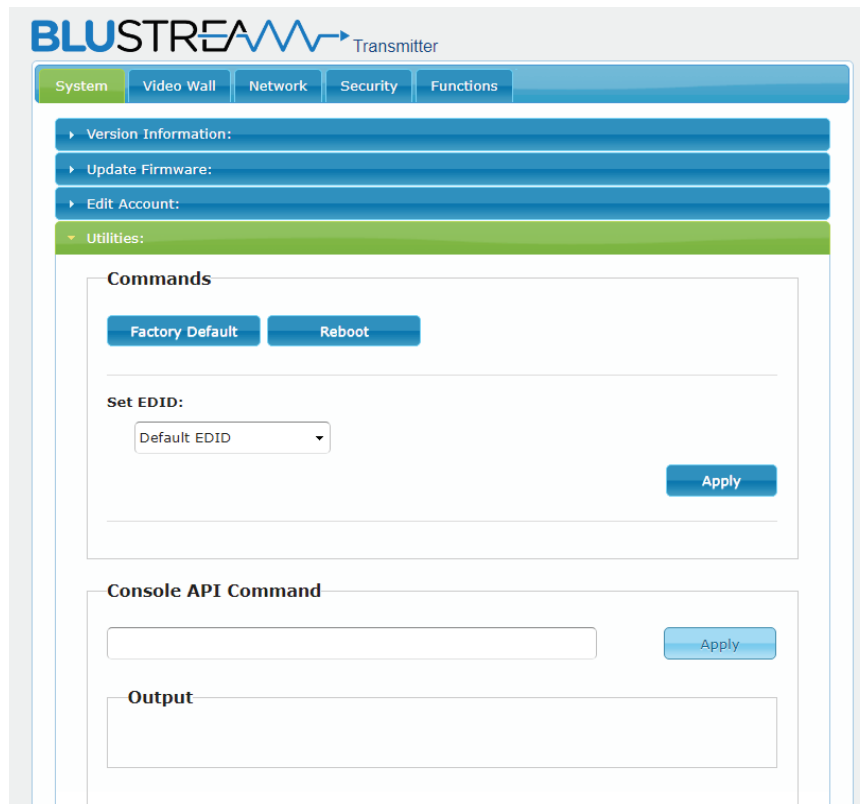 BLUSTREAM Transmitter
System Video Wall Network Security Functions
Version Information:
Update Firmware:
Edit Account:
Utilities:
Commands
Factory Default Reboot
Set EDID:
Default EDID
Apply
Console API Command
Apply
Output